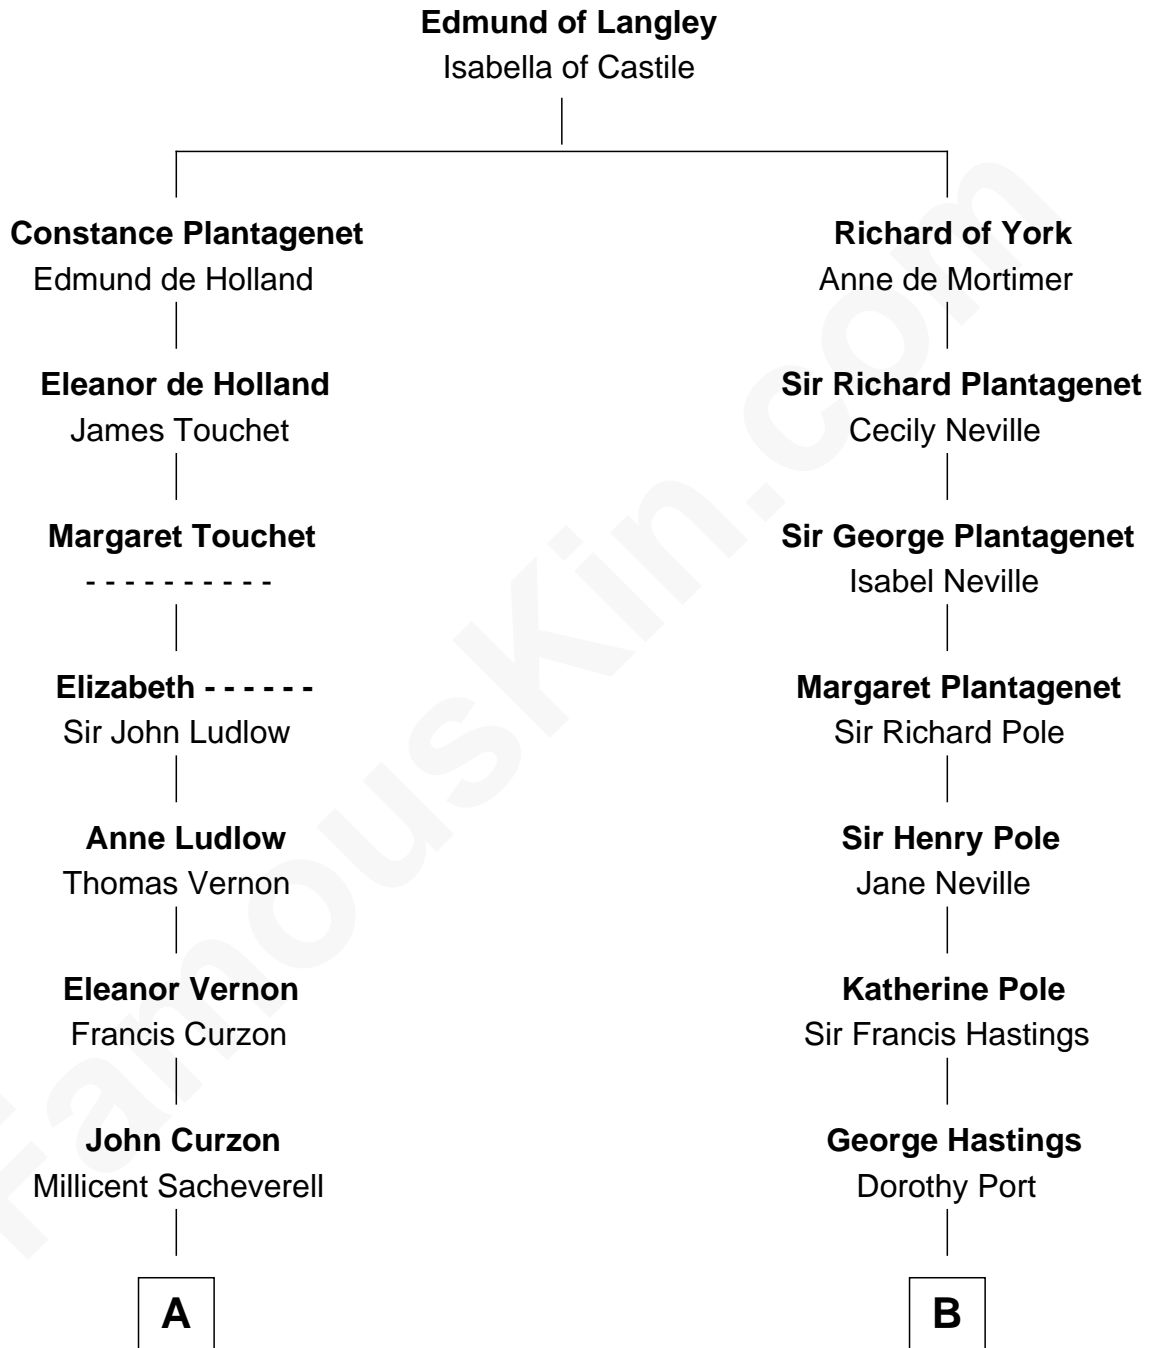 Edmund of Langley
Isabella of Castile
Constance Plantagenet
Edmund de Holland
Richard of York
Anne de Mortimer
Eleanor de Holland
James Touchet
Sir Richard Plantagenet
Cecily Neville
Margaret Touchet
- - - - - - - - - -
Sir George Plantagenet
Isabel Neville
Elizabeth - - - - - -
Sir John Ludlow
Margaret Plantagenet
Sir Richard Pole
Anne Ludlow
Thomas Vernon
Sir Henry Pole
Jane Neville
Eleanor Vernon
Francis Curzon
Katherine Pole
Sir Francis Hastings
John Curzon
Millicent Sacheverell
George Hastings
Dorothy Port
A
B
FamousKin.com